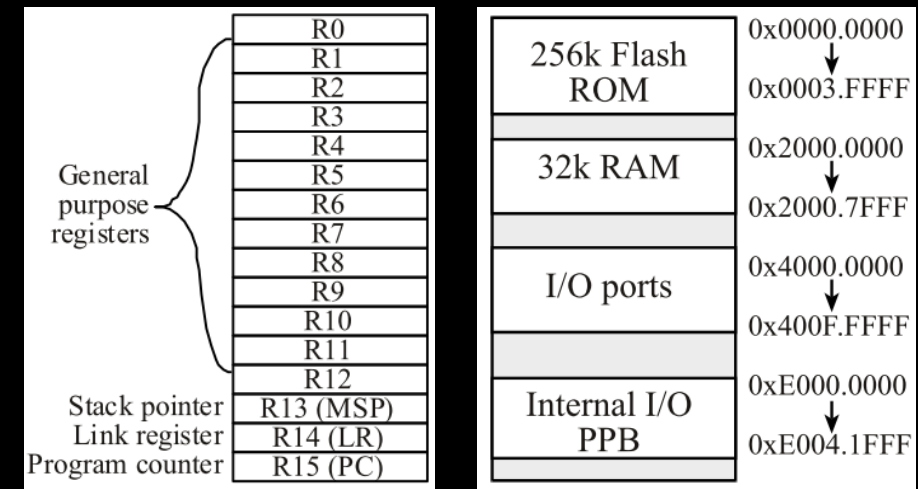 General
purpose
registers
R0
R1
R2
R3
R4
R5
R6
R7
R8
R9
R10
R11
R12
Stack pointer R13 (MSP)
Link register R14 (LR)
Program counter R15 (PC)
256k Flash
ROM
0x0000.0000
0x0003.FFFF
32k RAM
0x2000.0000
0x2000.7FFF
I/O ports
0x4000.0000
0x400F.FFFF
Internal I/O
PPB
0xE000.0000
0xE004.1FFF